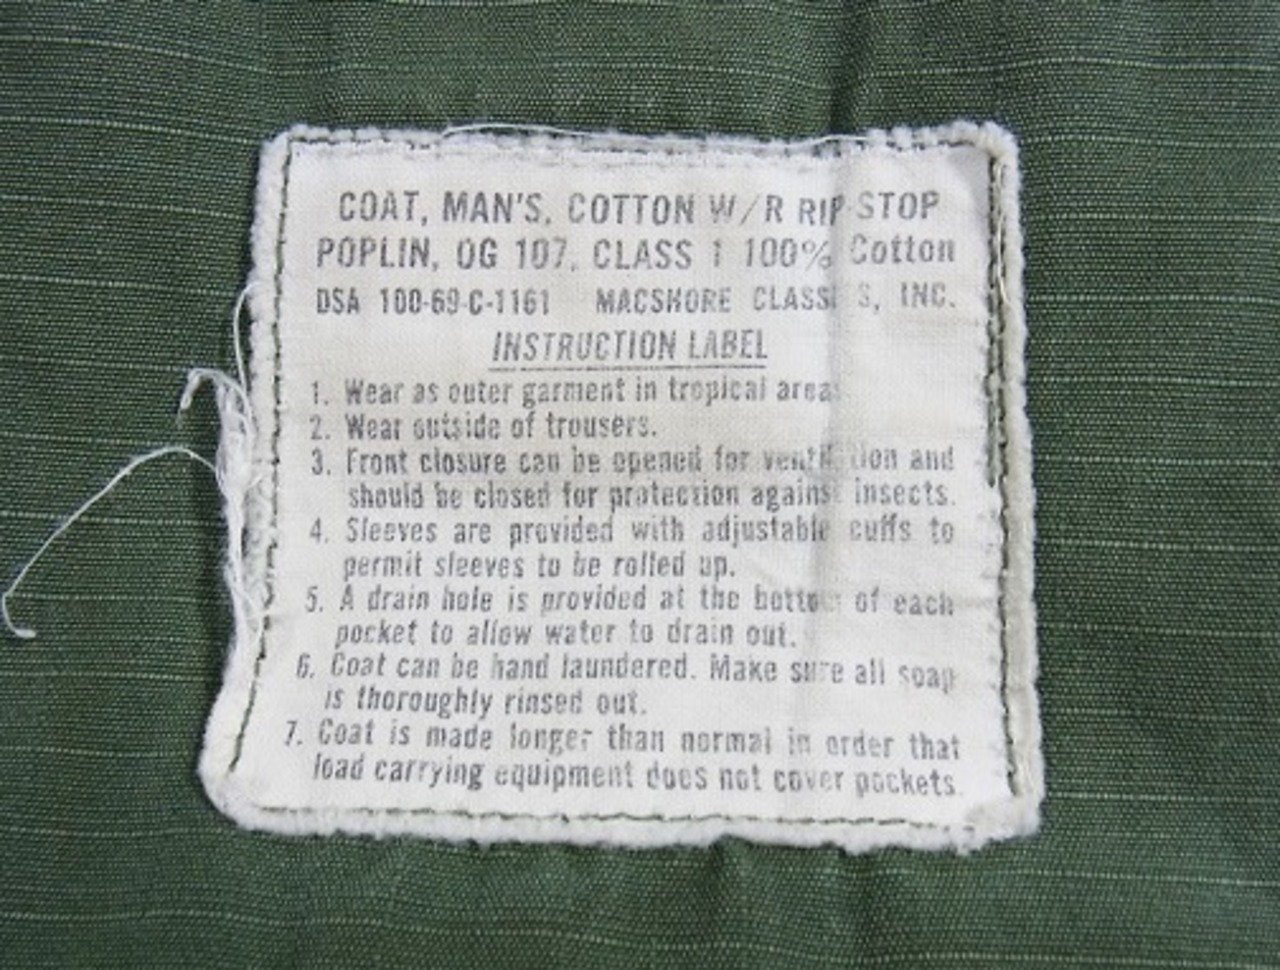 COAT, MAN'S, COTTON W/R RIP-STOP
POPLIN, OG 107, CLASS 1 100% Cotton
DSA 100-69-C-1161 MACSHORE CLASSICS, INC.
INSTRUCTION LABEL
1. Wear as outer garment in tropical areas.
2. Wear outside of trousers.
3. Front closure can be opened for ventilation and
should be closed for protection against insects.
4. Sleeves are provided with adjustable cuffs to
permit sleeves to be rolled up.
5. A drain hole is provided at the bottom of each
pocket to allow water to drain out.
6. Coat can be hand laundered. Make sure all soap
is thoroughly rinsed out.
7. Coat is made longer than normal in order that
load carrying equipment does not cover pockets.